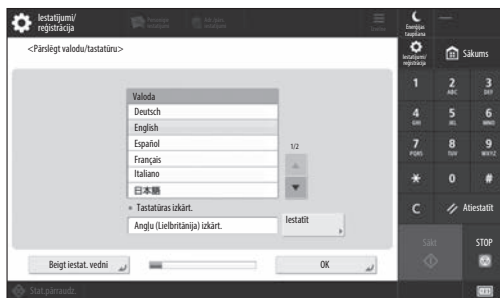 Iestatījumi/
reģistrācija
<Pārslēgt valodu/tastatūru>
Valoda
Deutsch
English
Español
Français
Italiano
日本語
1/2
Tastatūras izkārt.
Angļu (Lielbritānija) izkārt.
Iestatīt
Beigt iestat. vedni
OK
Stat.pārraudz.
Enerģijas
taupīšana
Iestatījumi/
reģistrācija
Sākums
1
2 ABC
3 DEF
4 GHI
5 JKL
6 MNO
7 PQRS
8 TUV
9 WXYZ
0
#
C
Atiestatīt
Sākt
STOP